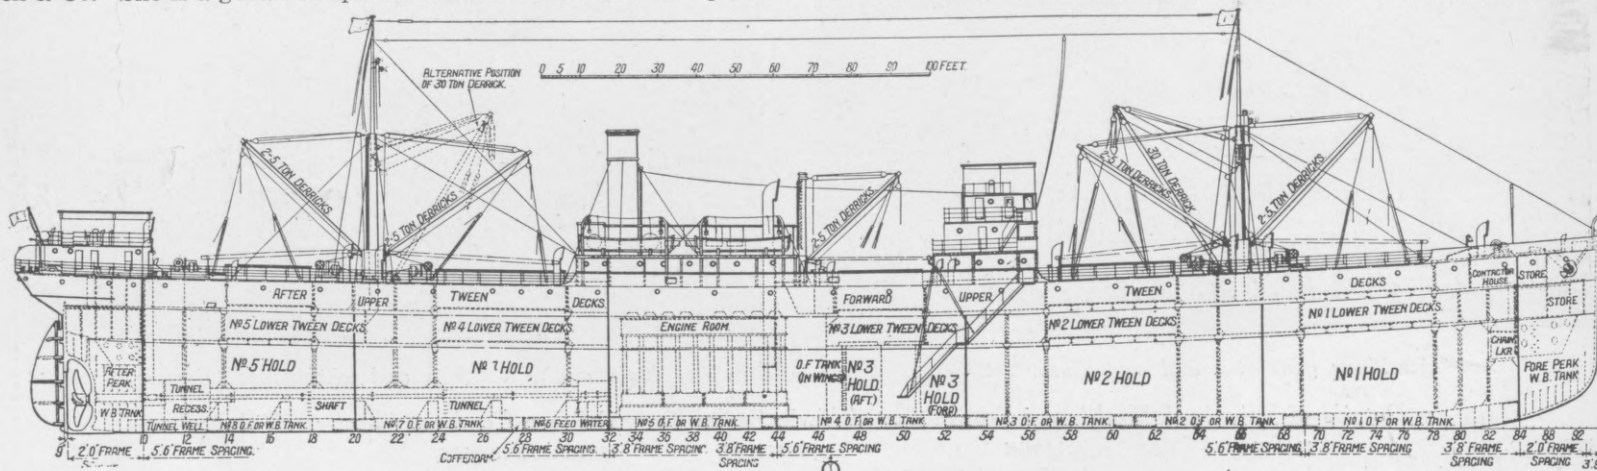 ALTERNATIVE POSITION
OF 30 TON DERRICK.
0 5 10 20 30 40 50 60 70 80 90 100 FEET.
2-5 TON DERRICKS
2-5 TON DERRICKS
2-5 TON DERRICKS
2-5 TON DERRICKS
30 TON DERRICK
2-5 TON DERRICKS
AFTER UPPER TWEEN DECKS.
FORWARD UPPER TWEEN DECKS
CONTACTOR
HOUSE
STORE
STORE
Nº5 LOWER TWEEN DECKS.
Nº4 LOWER TWEEN DECKS.
ENGINE ROOM
Nº3 LOWER TWEEN DECKS
Nº2 LOWER TWEEN DECKS
Nº1 LOWER TWEEN DECKS.
AFTER
PEAK
W.B. TANK
Nº5 HOLD
HOLD
O.F. TANK
(IN WINGS)
Nº3
HOLD
(AFT)
Nº3
HOLD
(FORD)
Nº2 HOLD
Nº1 HOLD
CHAIN
LKR
FORE PEAK
W.B. TANK
TUNNEL
RECESS.
SHAFT TUNNEL
TUNNEL WELL
Nº8 O.F. OR W.B. TANK.
Nº7 O.F. OR W.B. TANK
Nº6 FEED WATER
Nº5 O.F. OR W.B. TANK.
Nº4 O.F. OR W.B. TANK.
Nº3 O.F. OR W.B. TANK
Nº2 O.F. OR W.B. TANK
Nº1 O.F. OR W.B. TANK
9 10 20 22 24 26 28 30 32 34 36 38 40 42 44 46 48 50 52 54 56 58 60 62 64 66 68 70 72 74 76 78 80 82 84 88 92
2'0" FRAME
5'6" FRAME SPACING.
COFFERDAM
5'6" FRAME SPACING
3'8" FRAME SPACING
3'8" FRAME
SPACING
5'6" FRAME SPACING.
5'6" FRAME SPACING
3'8" FRAME SPACING.
3'8" FRAME
SPACING
2'0" FRAME
SPACING